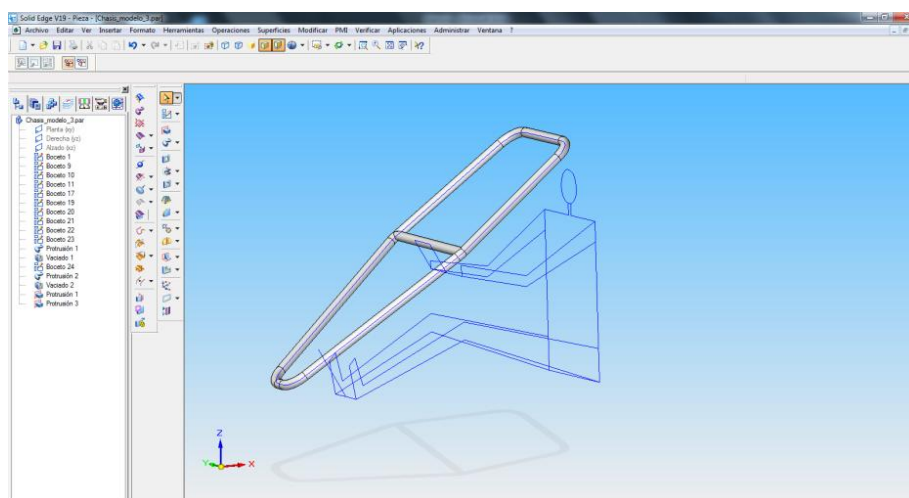 Solid Edge V19 - Pieza - [Chasis_modelo_3.par]
Archivo Editar Ver Insertar Formato Herramientas Operaciones Superficies Modificar PMI Verificar Aplicaciones Administrar Ventana ?
Chasis_modelo_3.par
Planta (xy)
Derecha (yz)
Alzado (xz)
Boceto 1
Boceto 9
Boceto 10
Boceto 11
Boceto 17
Boceto 19
Boceto 20
Boceto 21
Boceto 22
Boceto 23
Protrusión 1
Vaciado 1
Boceto 24
Protrusión 2
Vaciado 2
Protrusión 1
Protrusión 3
Z
Y
X